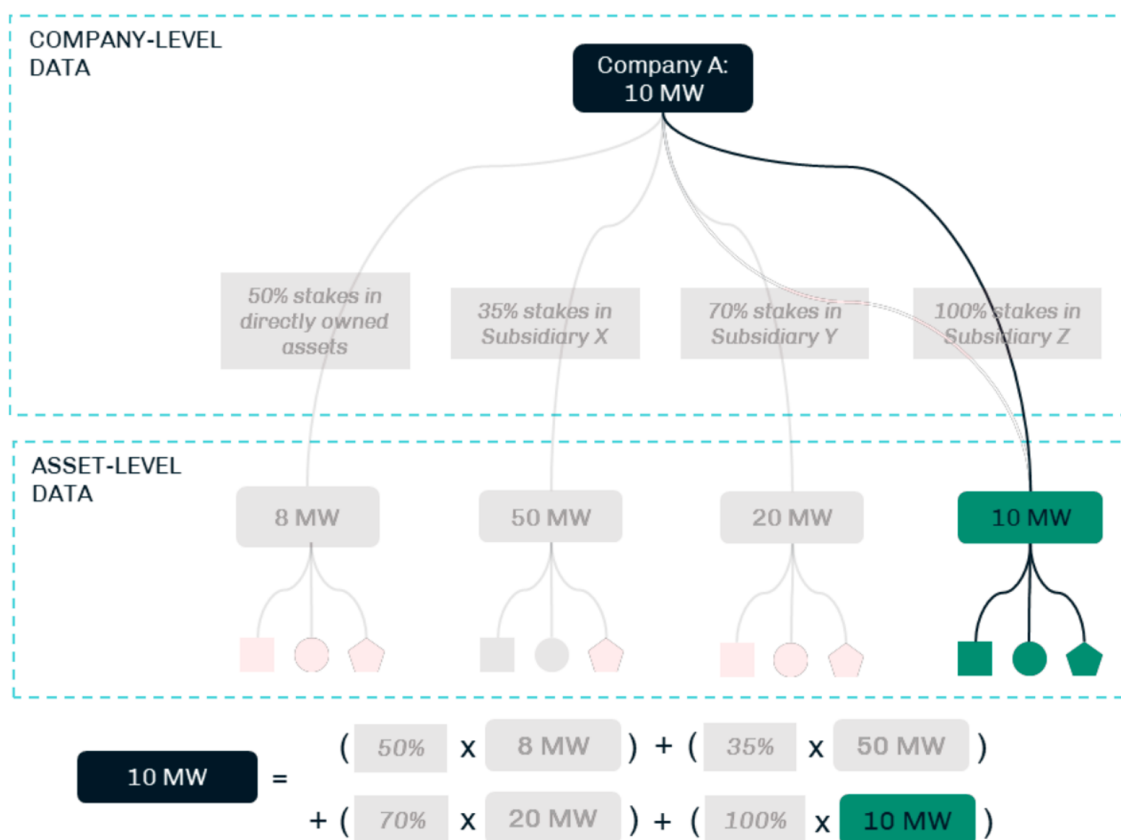 COMPANY-LEVEL
DATA
Company A:
10 MW
50% stakes in
directly owned
assets
35% stakes in
Subsidiary X
70% stakes in
Subsidiary Y
100% stakes in
Subsidiary Z
ASSET-LEVEL
DATA
8 MW
50 MW
20 MW
10 MW
10 MW = ( 50% x 8 MW ) + ( 35% x 50 MW )
+ ( 70% x 20 MW ) + ( 100% x 10 MW )